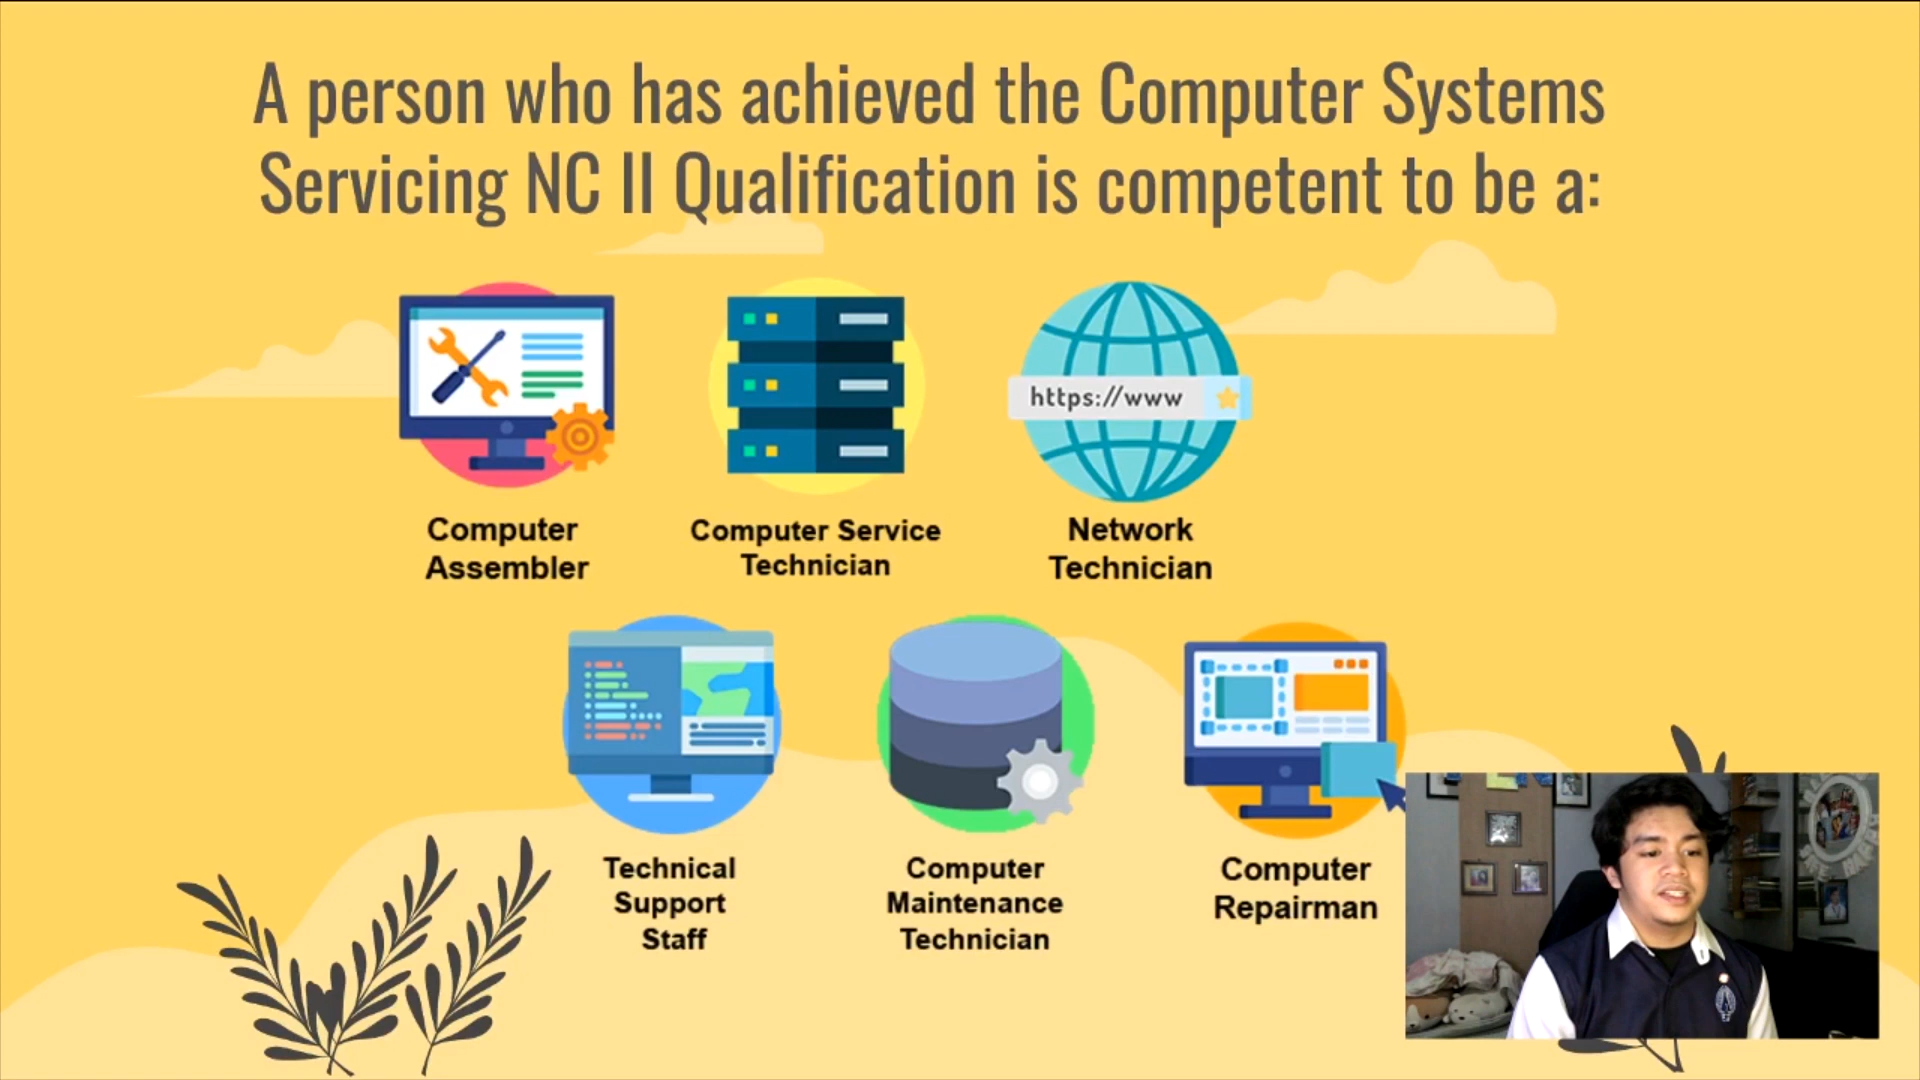 A person who has achieved the Computer Systems
Servicing NC II Qualification is competent to be a:
https://www
Computer
Assembler
Computer Service
Technician
Network
Technician
Technical
Support
Staff
Computer
Maintenance
Technician
Computer
Repairman